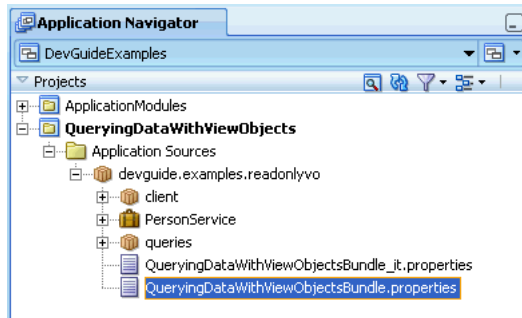 Application Navigator
DevGuideExamples
Projects
ApplicationModules
QueryingDataWithViewObjects
Application Sources
devguide.examples.readonlyvo
client
PersonService
queries
QueryingDataWithViewObjectsBundle_it.properties
QueryingDataWithViewObjectsBundle.properties